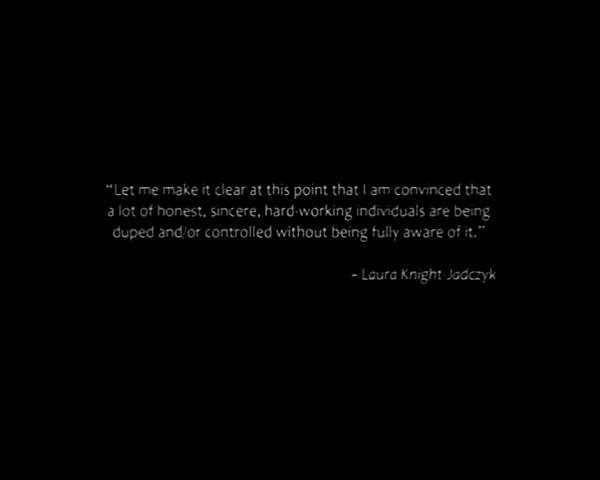 “Let me make it clear at this point that I am convinced that
a lot of honest, sincere, hard-working individuals are being
duped and/or controlled without being fully aware of it.”
- Laura Knight-Jadczyk